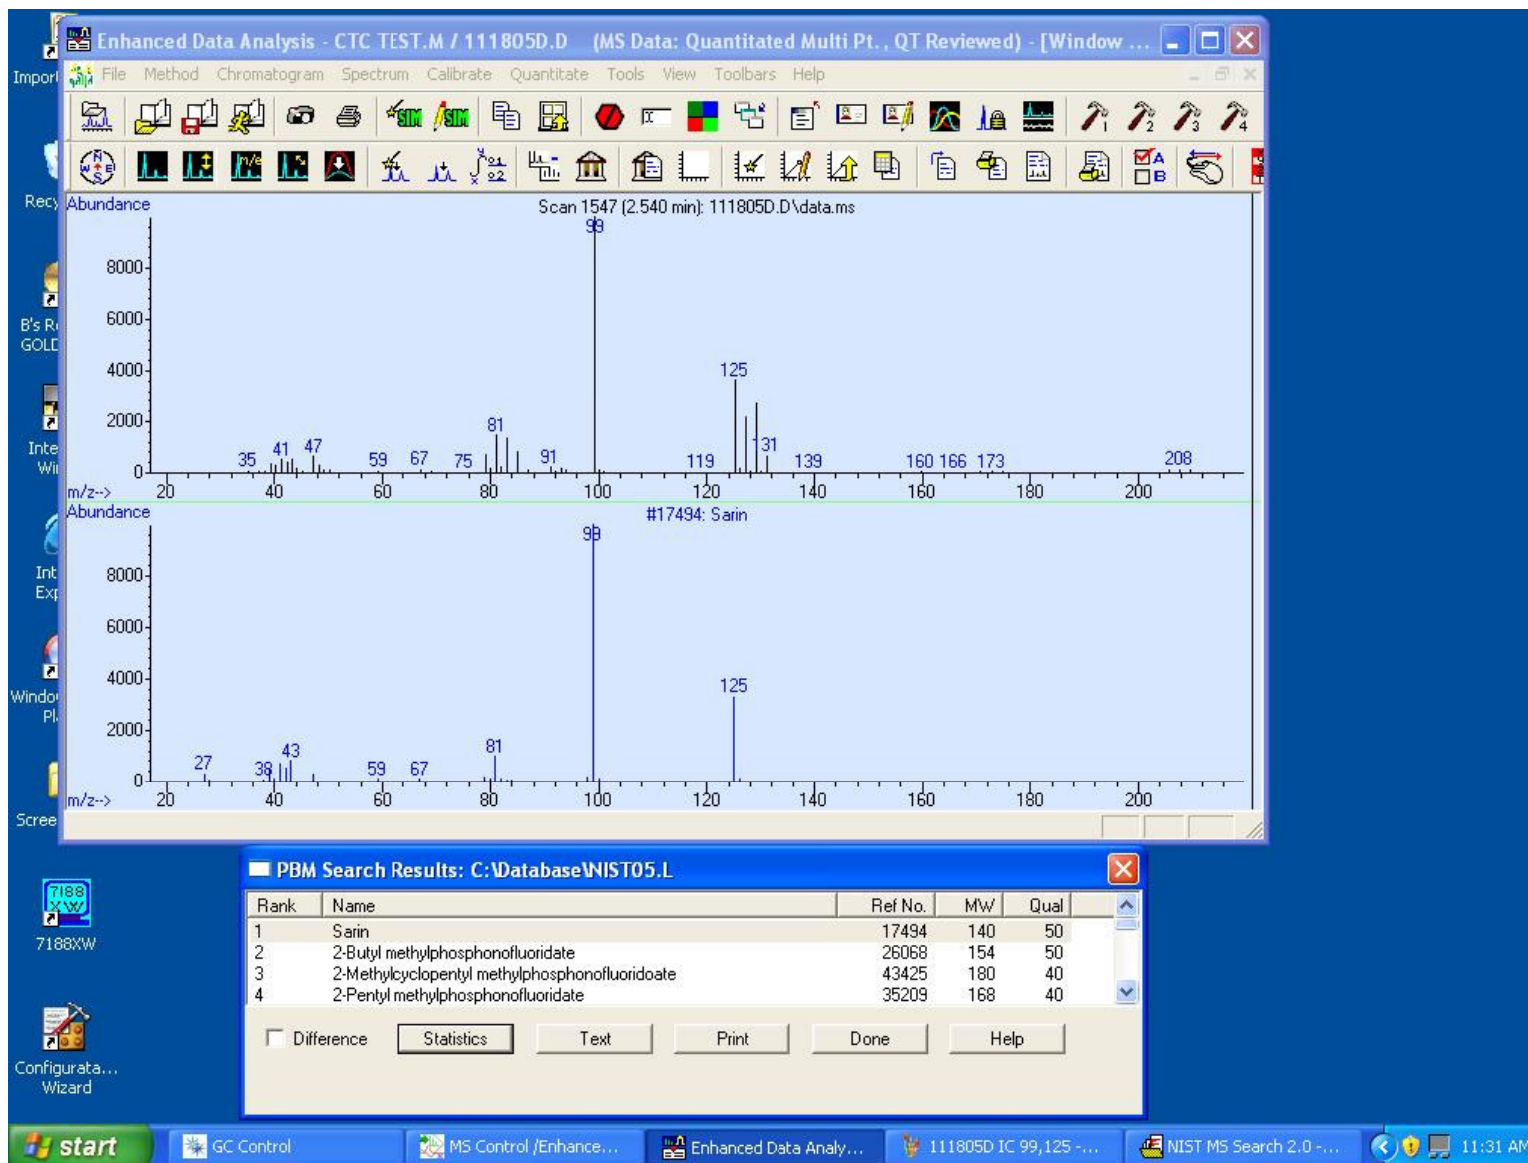 Enhanced Data Analysis - CTC TEST.M / 111805D.D (MS Data: Quantitated Multi Pt., QT Reviewed) - [Window ...
File Method Chromatogram Spectrum Calibrate Quantitate Tools View Toolbars Help
Abundance
Scan 1547 (2.540 min): 111805D.D\data.ms
99
8000
6000
4000
125
2000
81
35 41 47 59 67 75 91 119 131 139 160 166 173 208
0
m/z--> 20 40 60 80 100 120 140 160 180 200
Abundance
#17494: Sarin
99
8000
6000
4000
125
2000
27 38 43 59 67 81
0
m/z--> 20 40 60 80 100 120 140 160 180 200
PBM Search Results: C:\Database\NIST05.L
Rank Name Ref No. MW Qual
1 Sarin 17494 140 50
2 2-Butyl methylphosphonofluoridate 26068 154 50
3 2-Methylcyclopentyl methylphosphonofluoridoate 43425 180 40
4 2-Pentyl methylphosphonofluoridate 35209 168 40
Difference Statistics Text Print Done Help
7188
XW
7188XW
Configurata...
Wizard
start GC Control MS Control /Enhance... Enhanced Data Analy... 111805D IC 99,125 -... NIST MS Search 2.0 -... 11:31 AM